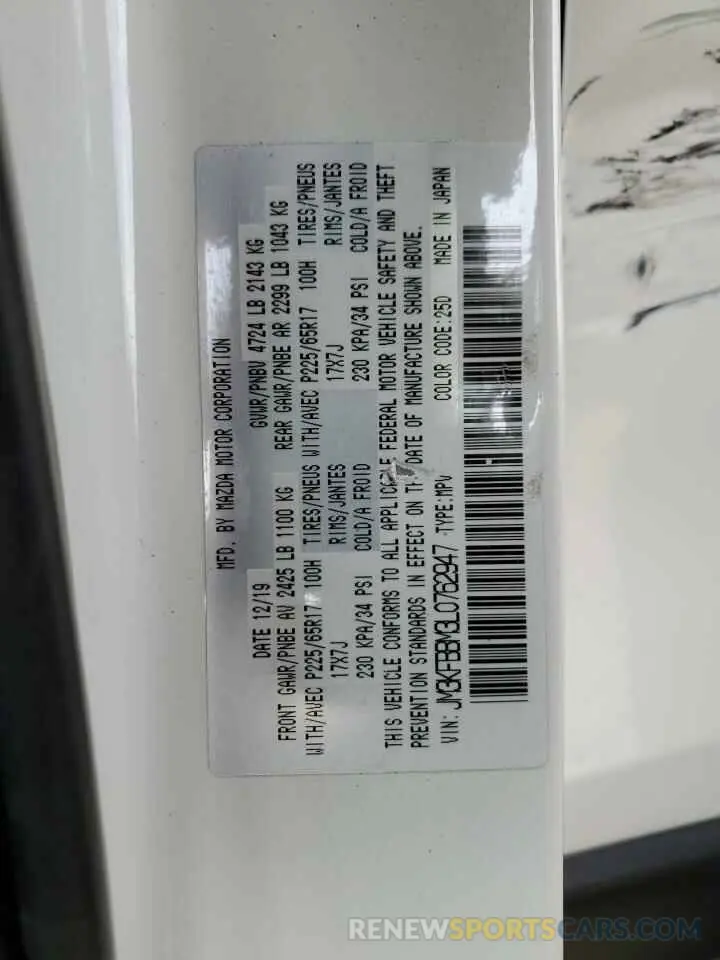 MFD. BY MAZDA MOTOR CORPORATION
DATE 12/19 GVWR/PNBV 4724 LB 2143 KG
FRONT GAWR/PNBE AV 2425 LB 1100 KG REAR GAWR/PNBE AR 2299 LB 1043 KG
WITH/AVEC P225/65R17 100H TIRES/PNEUS WITH/AVEC P225/65R17 100H TIRES/PNEUS
17X7J RIMS/JANTES 17X7J RIMS/JANTES
230 KPA/34 PSI COLD/A FROID 230 KPA/34 PSI COLD/A FROID
THIS VEHICLE CONFORMS TO ALL APPLICABLE FEDERAL MOTOR VEHICLE SAFETY AND THEFT
PREVENTION STANDARDS IN EFFECT ON THE DATE OF MANUFACTURE SHOWN ABOVE.
VIN: JM3KFBBM3L0762947 TYPE:MPV COLOR CODE:25D MADE IN JAPAN
RENEWSPORTSCARS.COM